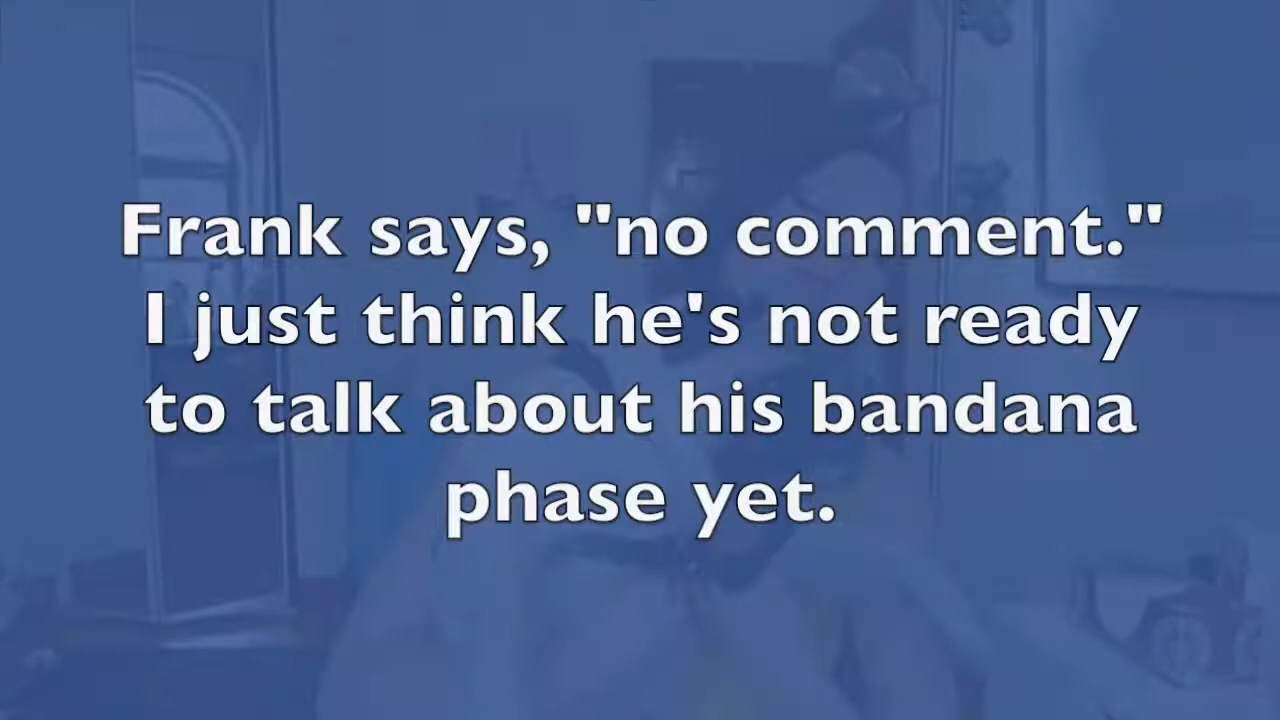 Frank says, "no comment."
I just think he's not ready
to talk about his bandana
phase yet.